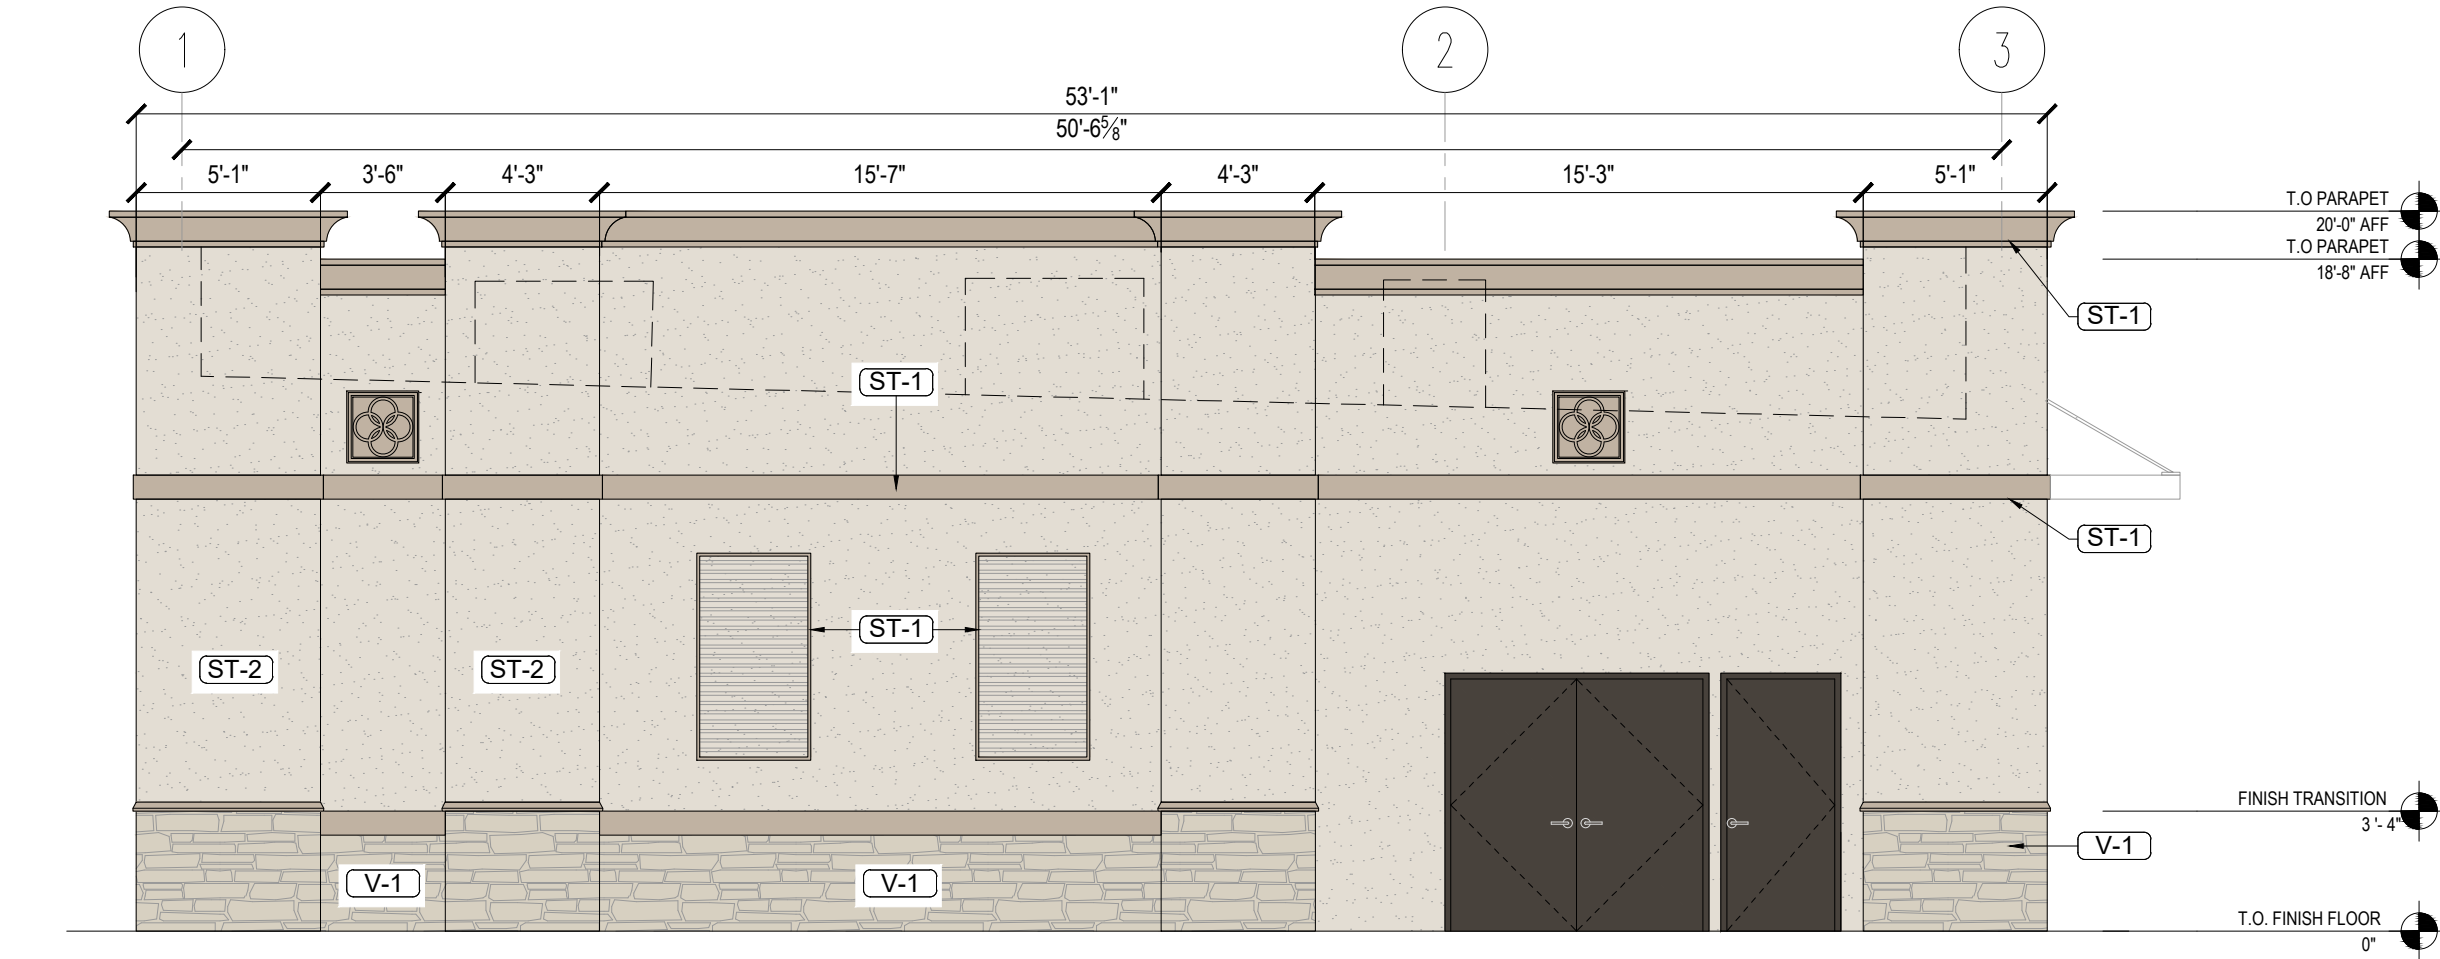 1
2
3
53'-1"
50'-6⅝"
5'-1"
3'-6"
4'-3"
15'-7"
4'-3"
15'-3"
5'-1"
T.O PARAPET
20'-0" AFF
T.O PARAPET
18'-8" AFF
ST-1
ST-1
ST-1
ST-1
ST-2
ST-2
FINISH TRANSITION
3 '- 4"
V-1
V-1
V-1
T.O. FINISH FLOOR
0"